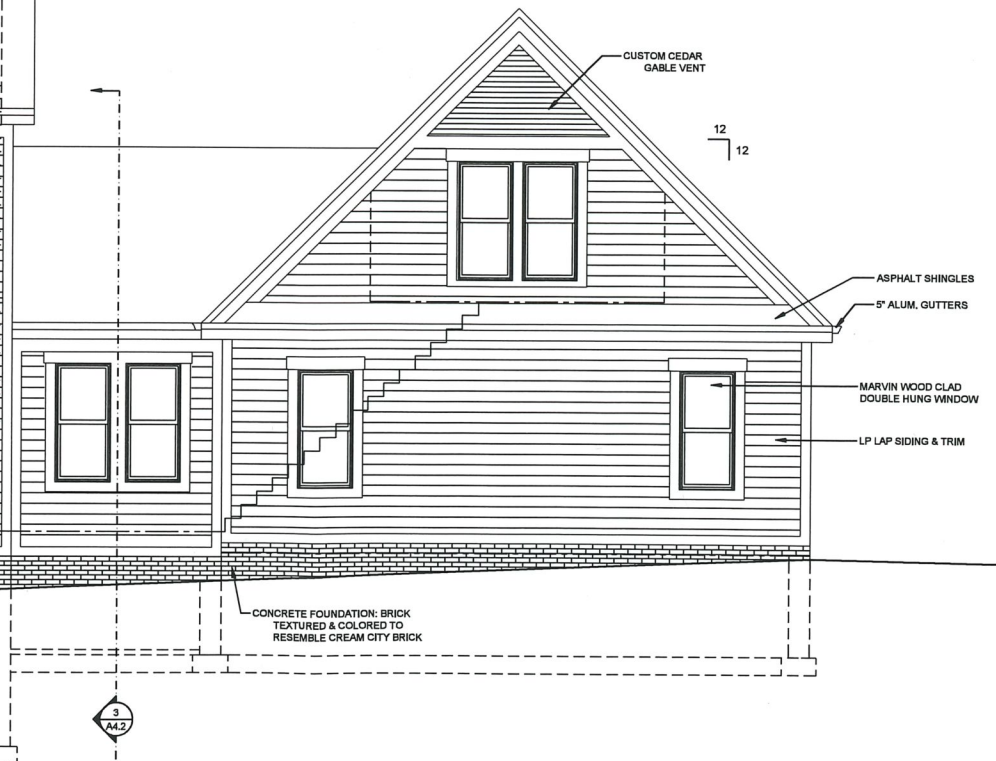 CUSTOM CEDAR
GABLE VENT
12
12
ASPHALT SHINGLES
5" ALUM. GUTTERS
MARVIN WOOD CLAD
DOUBLE HUNG WINDOW
LP LAP SIDING & TRIM
CONCRETE FOUNDATION: BRICK
TEXTURED & COLORED TO
RESEMBLE CREAM CITY BRICK
3
A4.2